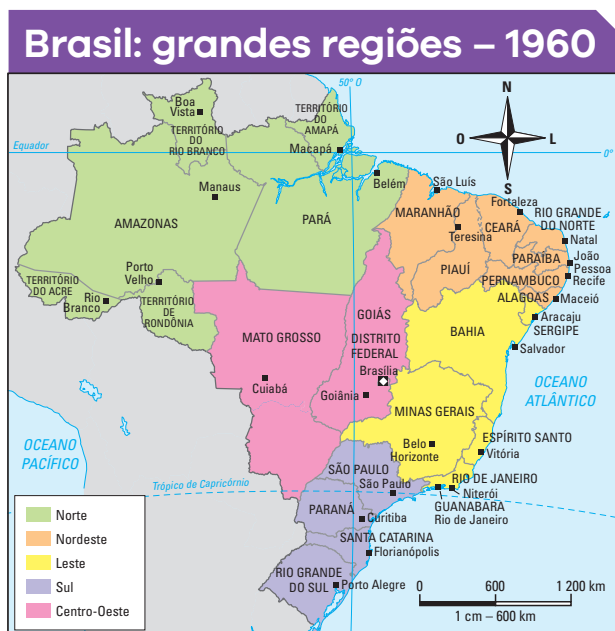 Brasil: grandes regiões – 1960
50° O
N
O
L
S
Equador
0°
Boa
Vista
TERRITÓRIO
DO
RIO BRANCO
TERRITÓRIO
DO
AMAPÁ
Macapá
Manaus
Belém
São Luís
Fortaleza
AMAZONAS
PARÁ
MARANHÃO
Teresina
CEARÁ
RIO GRANDE
DO NORTE
Natal
PARAÍBA
João
Pessoa
PIAUÍ
PERNAMBUCO
Recife
ALAGOAS
Maceió
Aracaju
SERGIPE
TERRITÓRIO
DO ACRE
Rio
Branco
Porto
Velho
TERRITÓRIO
DE
RONDÔNIA
MATO GROSSO
Cuiabá
GOIÁS
DISTRITO
FEDERAL
Brasília
Goiânia
BAHIA
Salvador
OCEANO
ATLÂNTICO
MINAS GERAIS
Belo
Horizonte
ESPÍRITO SANTO
Vitória
OCEANO
PACÍFICO
SÃO PAULO
São Paulo
RIO DE JANEIRO
Niterói
GUANABARA
Rio de Janeiro
Trópico de Capricórnio
PARANÁ
Curitiba
SANTA CATARINA
Florianópolis
RIO GRANDE
DO SUL
Porto Alegre
Norte
Nordeste
Leste
Sul
Centro-Oeste
0 600 1 200 km
1 cm – 600 km